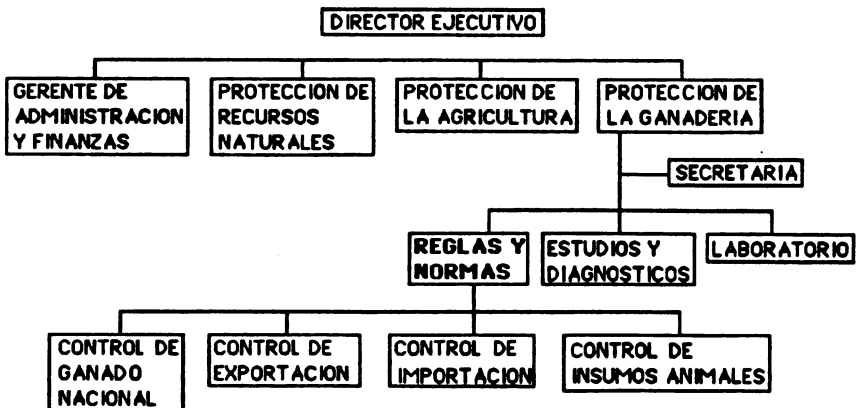 DIRECTOR EJECUTIVO
GERENTE DE
ADMINISTRACION
Y FINANZAS
PROTECCION DE
RECURSOS
NATURALES
PROTECCION DE
LA AGRICULTURA
PROTECCION DE
LA GANADERIA
SECRETARIA
REGLAS Y
NORMAS
ESTUDIOS Y
DIAGNOSTICOS
LABORATORIO
CONTROL DE
GANADO
NACIONAL
CONTROL DE
EXPORTACION
CONTROL DE
IMPORTACION
CONTROL DE
INSUMOS ANIMALES